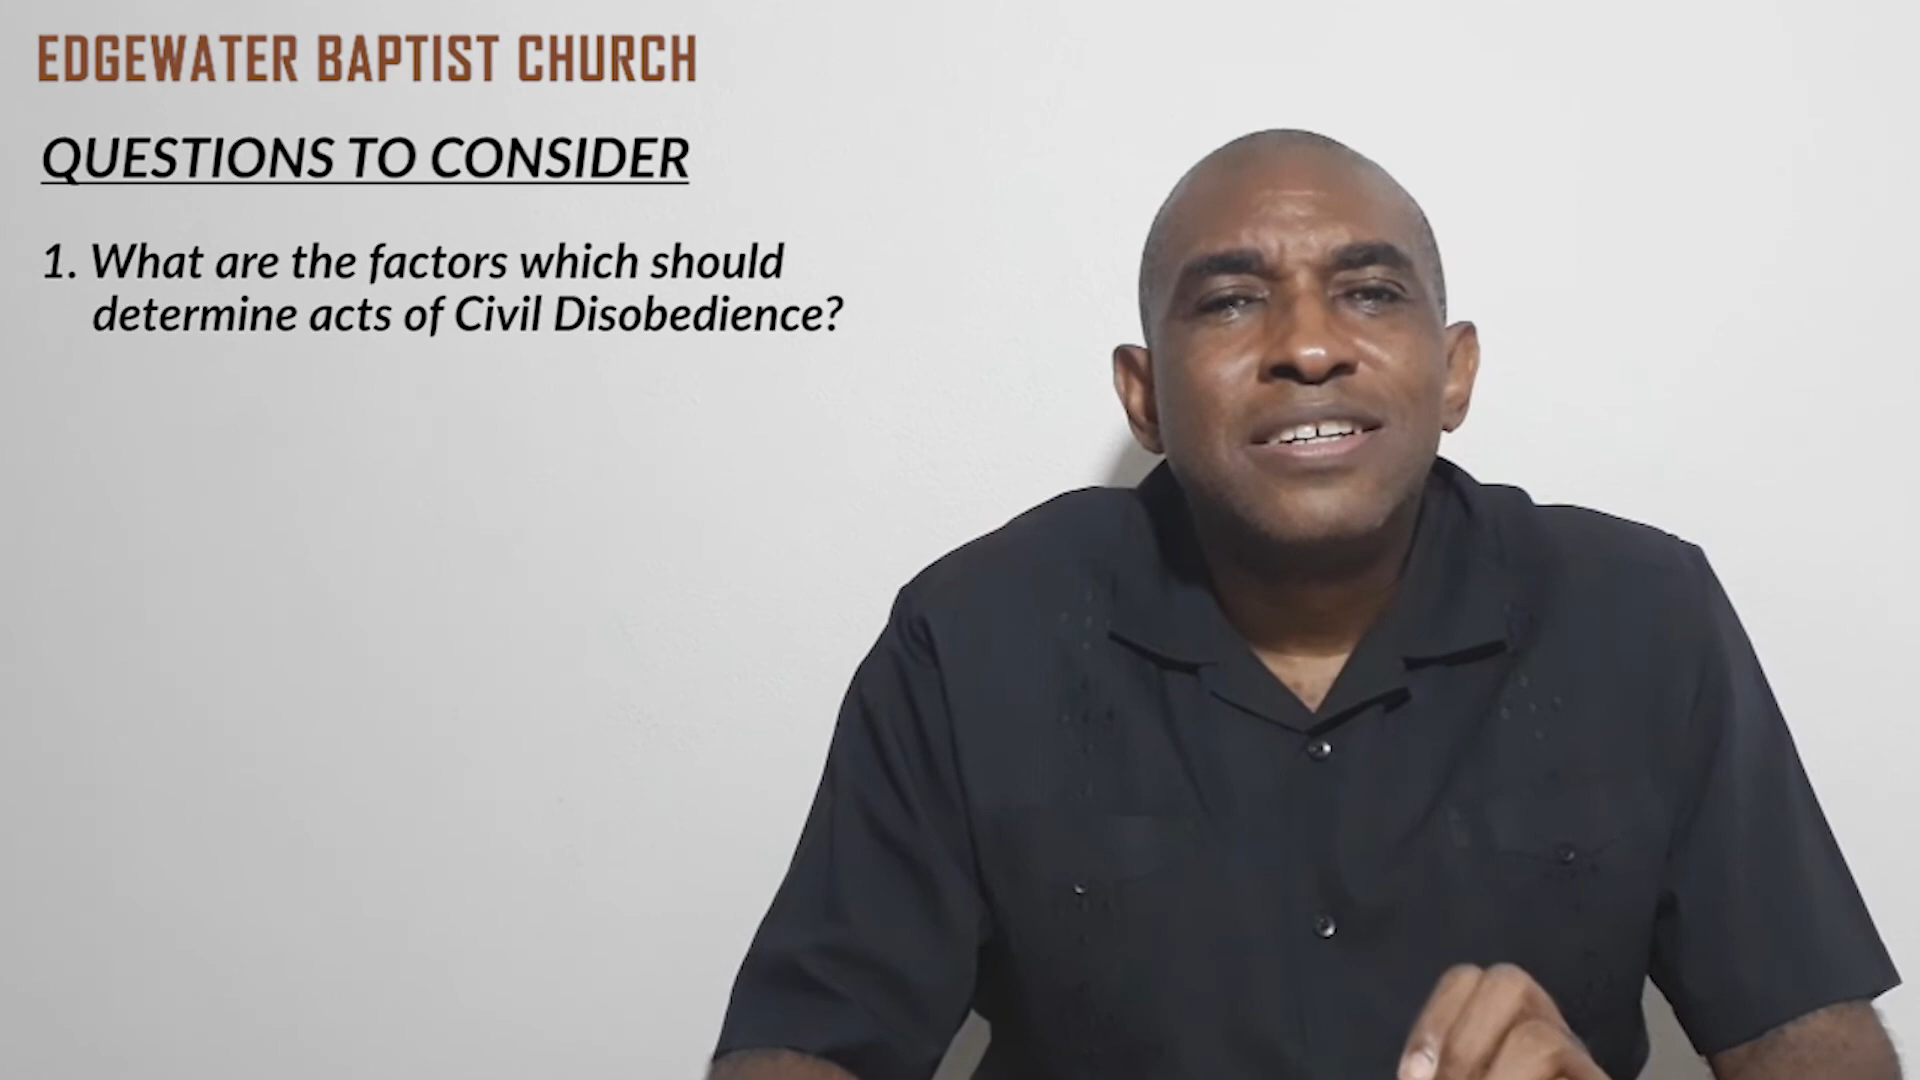 EDGEWATER BAPTIST CHURCH
QUESTIONS TO CONSIDER
1. What are the factors which should
determine acts of Civil Disobedience?